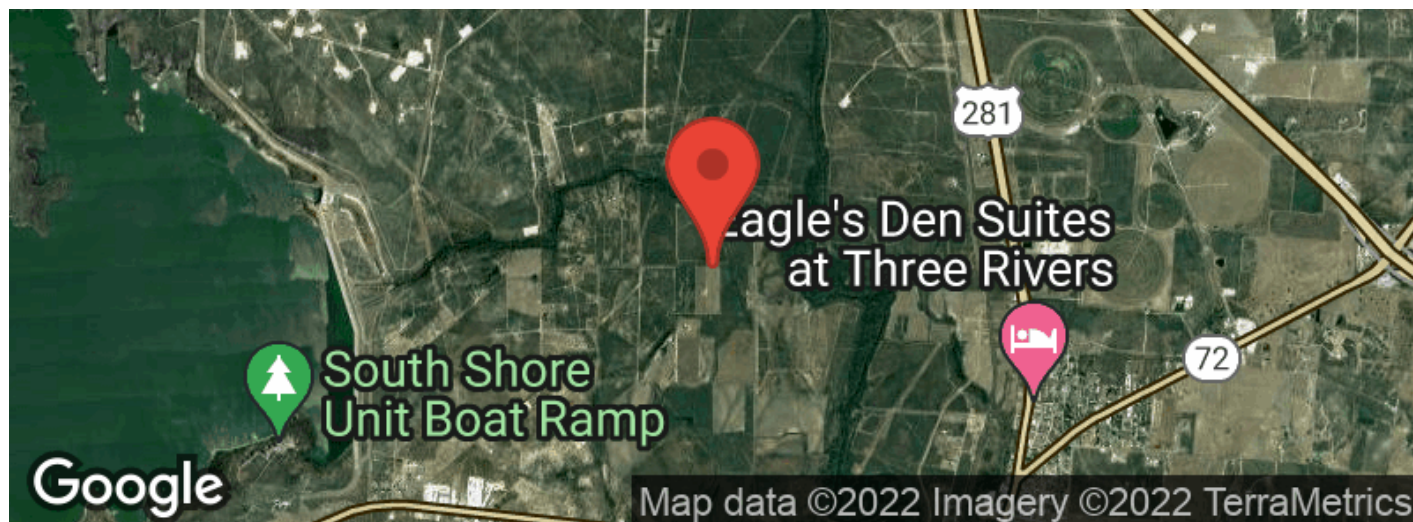 281
Eagle's Den Suites
at Three Rivers
72
South Shore
Unit Boat Ramp
Google
Map data ©2022 Imagery ©2022 TerraMetrics